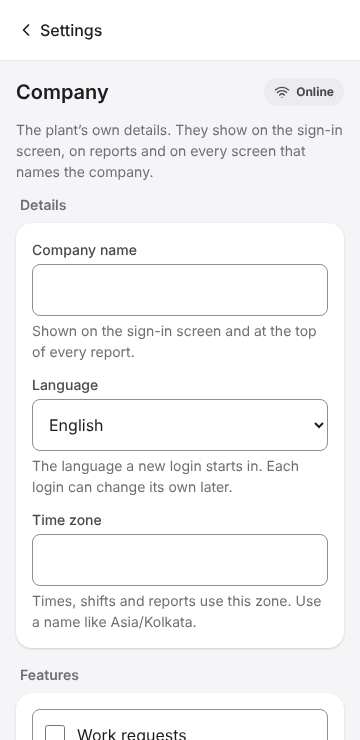 Settings
Company
Online
The plant’s own details. They show on the sign-in
screen, on reports and on every screen that
names the company.
Details
Company name
Shown on the sign-in screen and at the top
of every report.
Language
English
The language a new login starts in. Each
login can change its own later.
Time zone
Times, shifts and reports use this zone. Use
a name like Asia/Kolkata.
Features
Work requests